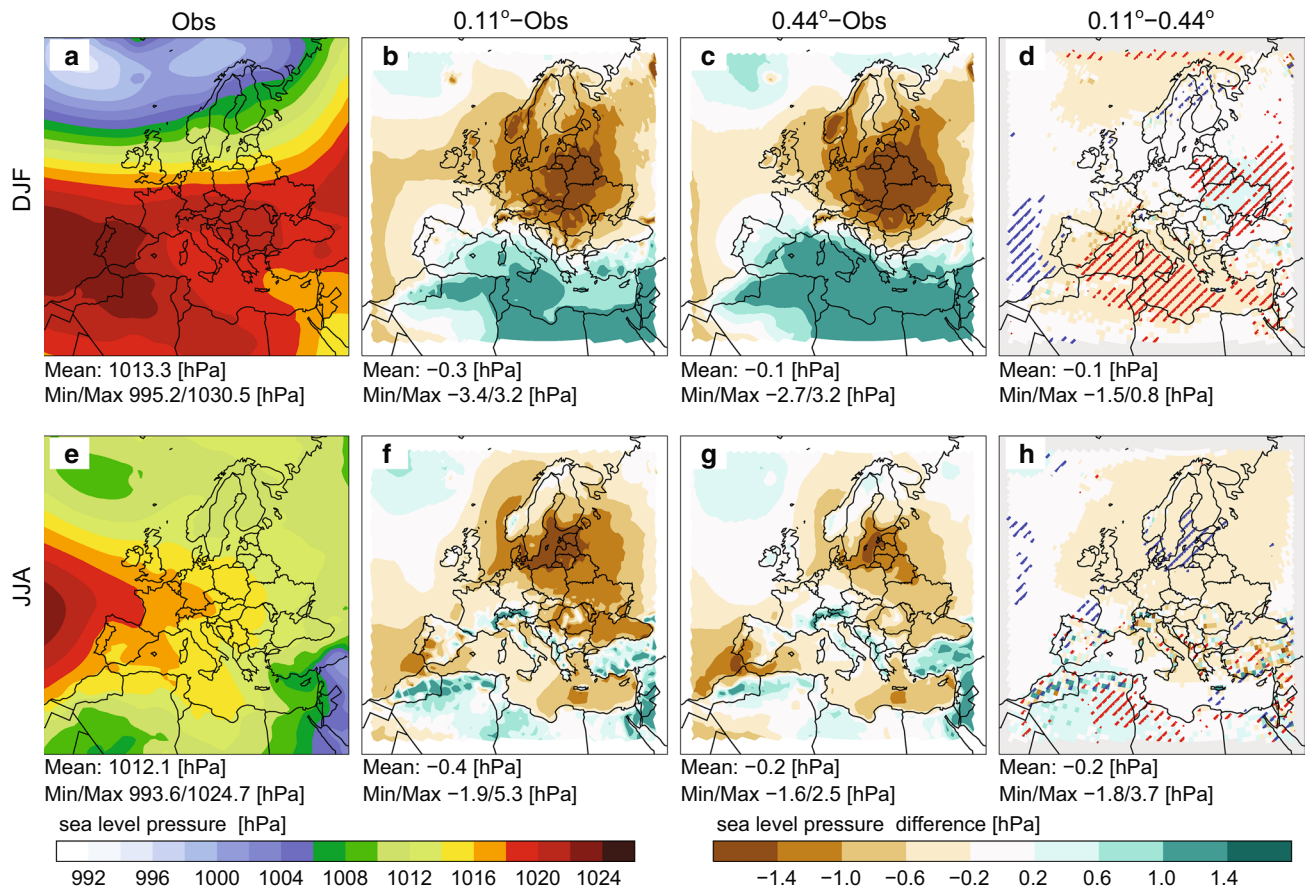 Obs 0.11°−Obs 0.44°−Obs 0.11°−0.44°
DJF
a b c d
Mean: 1013.3 [hPa] Mean: −0.3 [hPa] Mean: −0.1 [hPa] Mean: −0.1 [hPa]
Min/Max 995.2/1030.5 [hPa] Min/Max −3.4/3.2 [hPa] Min/Max −2.7/3.2 [hPa] Min/Max −1.5/0.8 [hPa]
JJA
e f g h
Mean: 1012.1 [hPa] Mean: −0.4 [hPa] Mean: −0.2 [hPa] Mean: −0.2 [hPa]
Min/Max 993.6/1024.7 [hPa] Min/Max −1.9/5.3 [hPa] Min/Max −1.6/2.5 [hPa] Min/Max −1.8/3.7 [hPa]
sea level pressure [hPa] sea level pressure difference [hPa]
992 996 1000 1004 1008 1012 1016 1020 1024 −1.4 −1.0 −0.6 −0.2 0.2 0.6 1.0 1.4